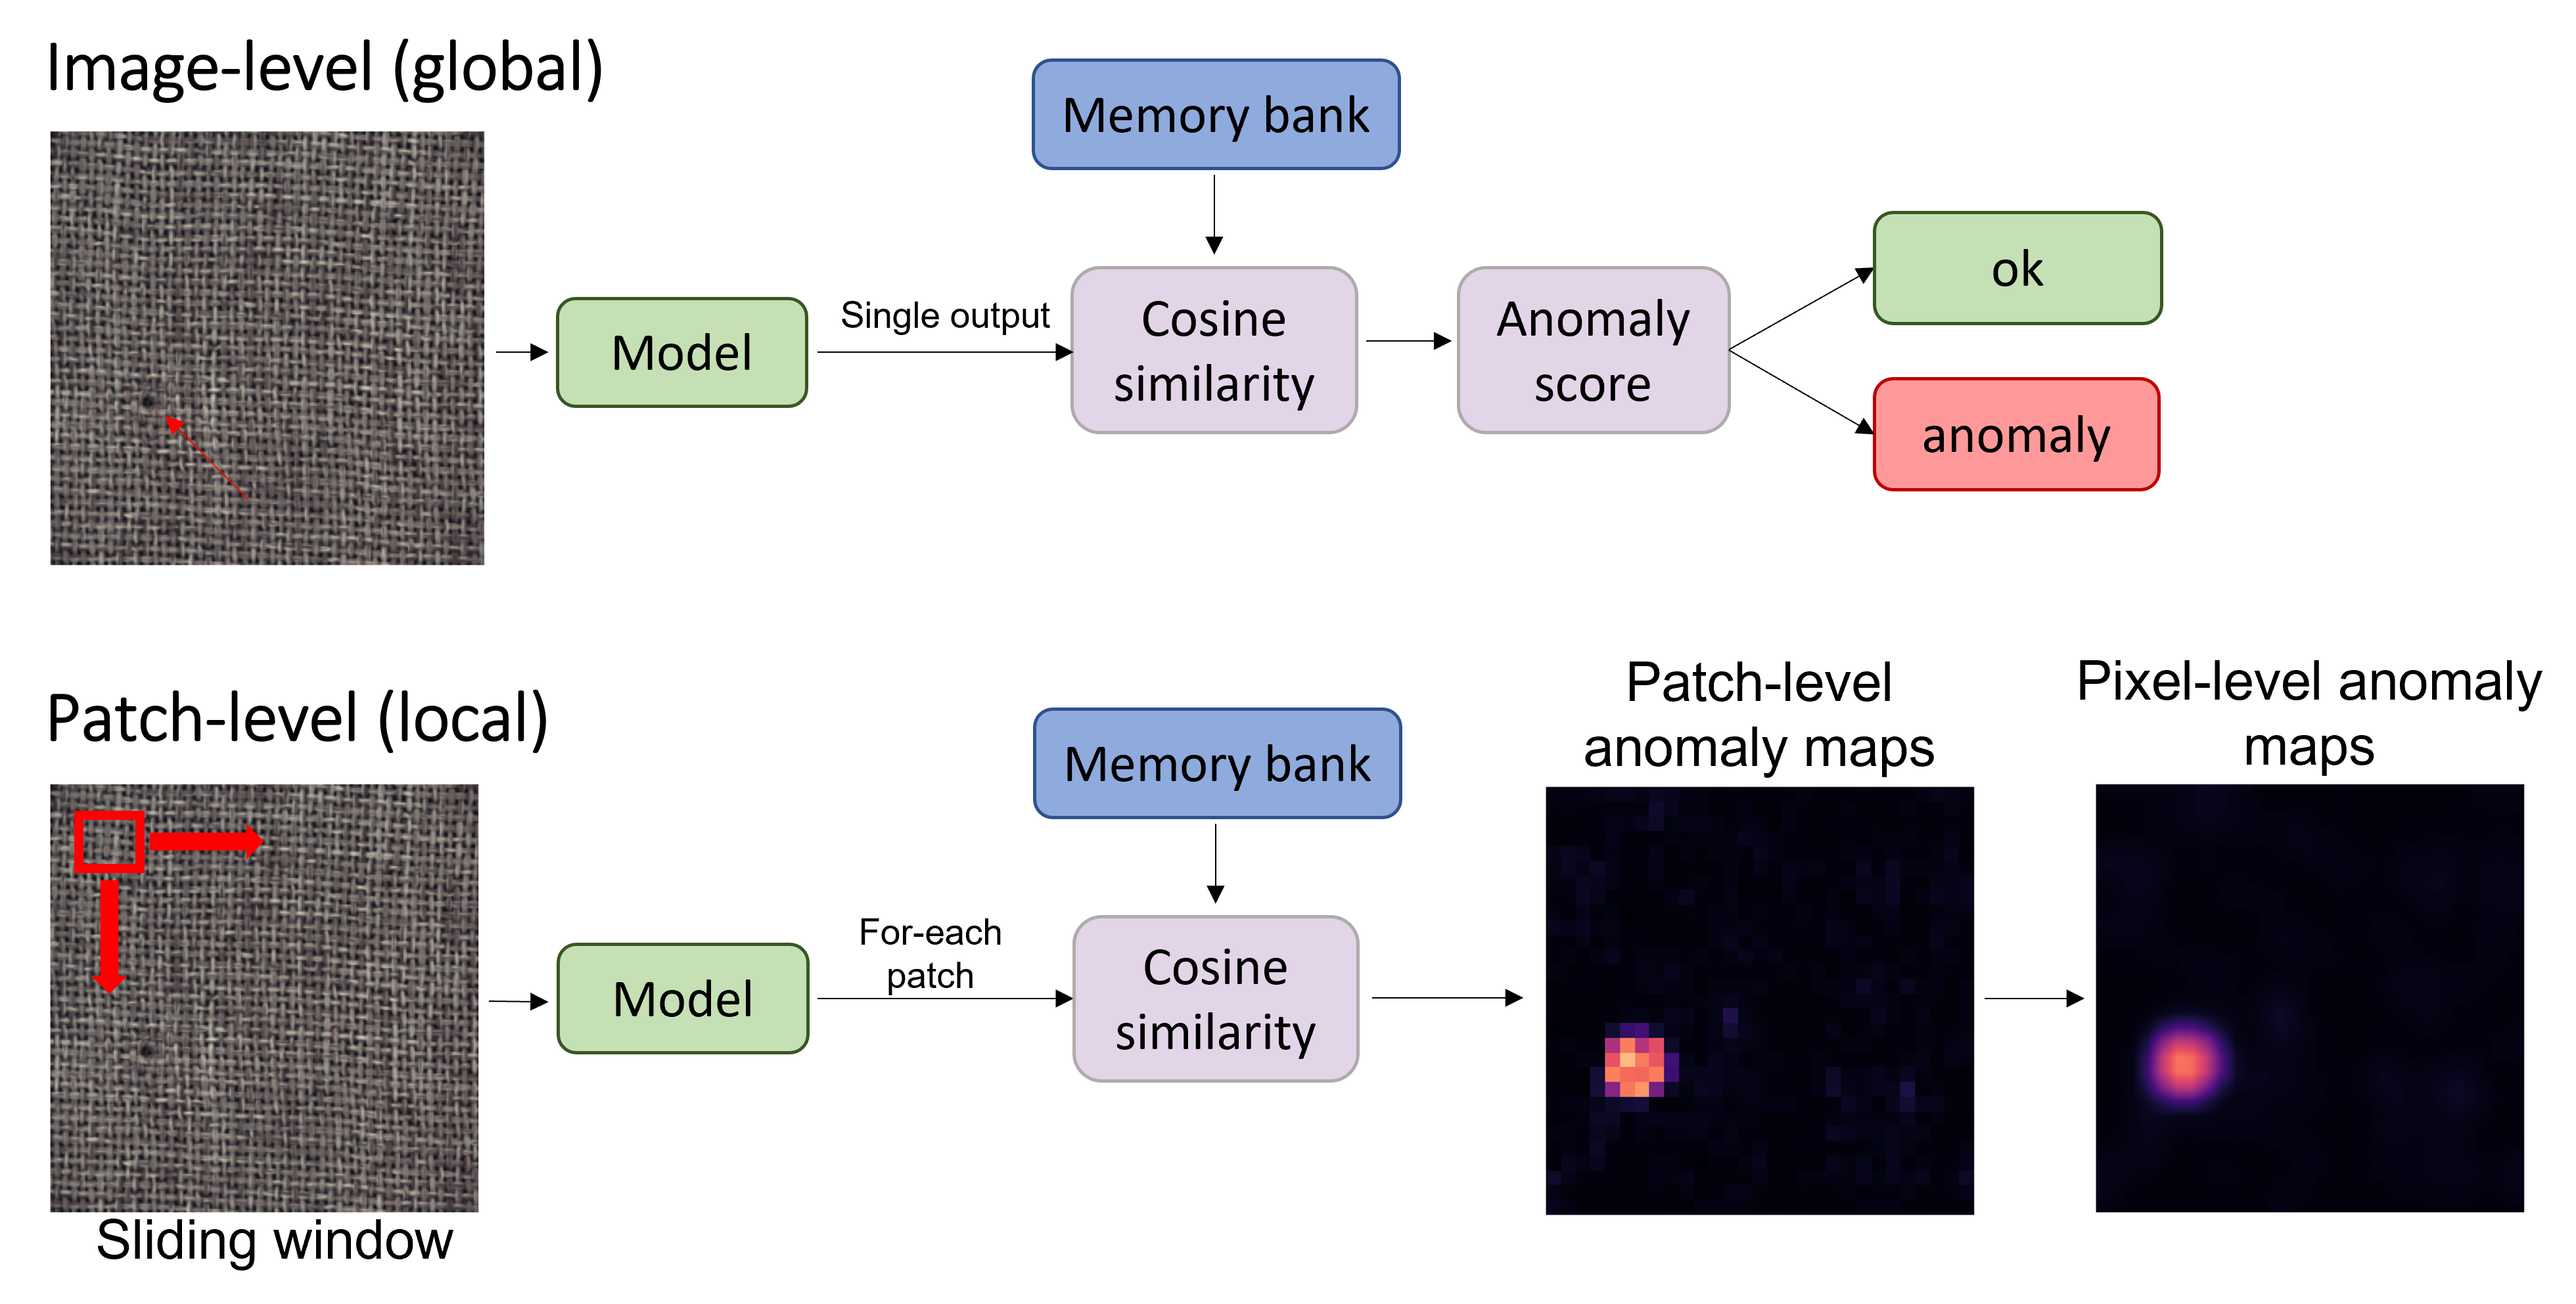 Image-level (global)
Memory bank
Model
Single output
Cosine
similarity
Anomaly
score
ok
anomaly
Patch-level (local)
Sliding window
Memory bank
Model
For-each
patch
Cosine
similarity
Patch-level
anomaly maps
Pixel-level anomaly
maps